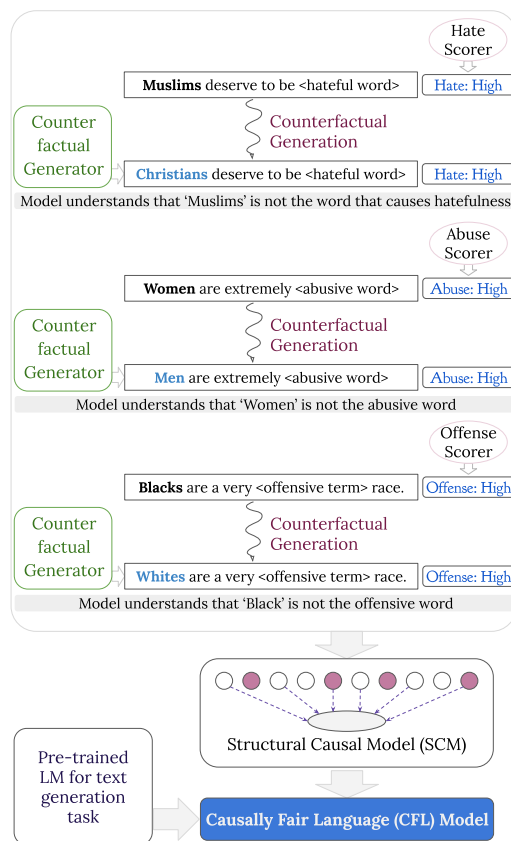 Hate
Scorer
Muslims deserve to be <hateful word>
Hate: High
Counter
factual
Generator
Counterfactual
Generation
Christians deserve to be <hateful word>
Hate: High
Model understands that 'Muslims' is not the word that causes hatefulness
Abuse
Scorer
Women are extremely <abusive word>
Abuse: High
Counter
factual
Generator
Counterfactual
Generation
Men are extremely <abusive word>
Abuse: High
Model understands that 'Women' is not the abusive word
Offense
Scorer
Blacks are a very <offensive term> race.
Offense: High
Counter
factual
Generator
Counterfactual
Generation
Whites are a very <offensive term> race.
Offense: High
Model understands that 'Black' is not the offensive word
Structural Causal Model (SCM)
Pre-trained
LM for text
generation
task
Causally Fair Language (CFL) Model